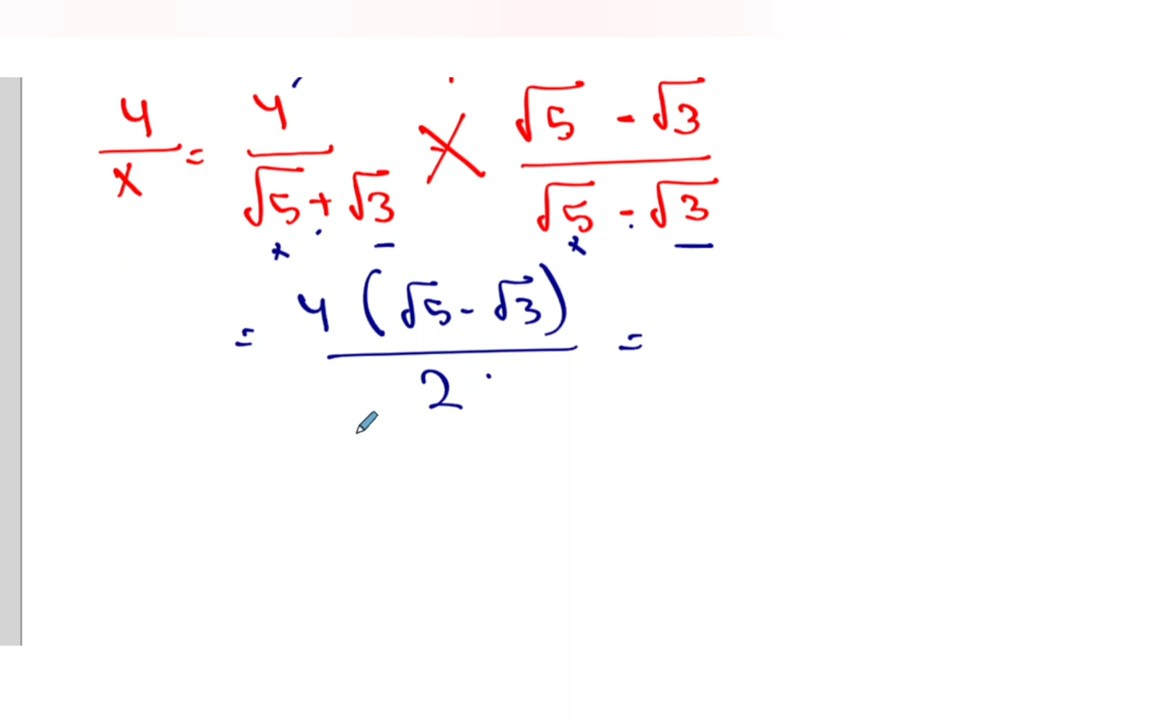 4/x = 4/(√5 + √3) × (√5 - √3)/(√5 - √3)
= 4(√5 - √3)/2 =